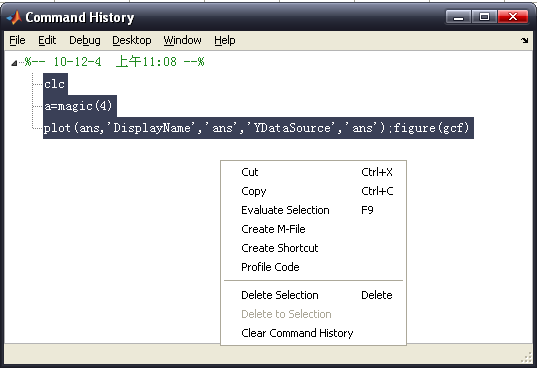 Command History
File Edit Debug Desktop Window Help
%-- 10-12-4 上午11:08 --%
clc
a=magic(4)
plot(ans,'DisplayName','ans','YDataSource','ans');figure(gcf)
Cut Ctrl+X
Copy Ctrl+C
Evaluate Selection F9
Create M-File
Create Shortcut
Profile Code
Delete Selection Delete
Delete to Selection
Clear Command History